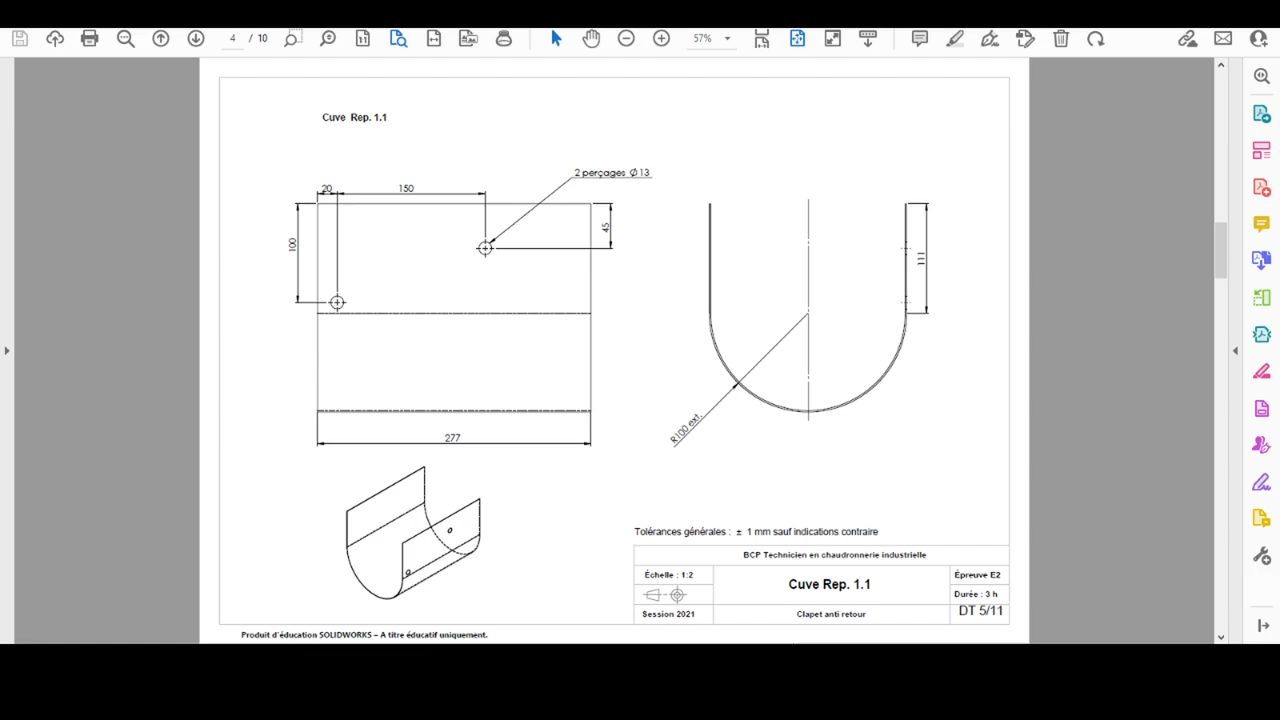 4 / 10
57%
Cuve Rep. 1.1
2 perçages Ø13
20
150
100
45
111
R100 ext.
277
Tolérances générales : ± 1 mm sauf indications contraire
BCP Technicien en chaudronnerie industrielle
Échelle : 1:2
Cuve Rep. 1.1
Épreuve E2
Durée : 3 h
Session 2021
Clapet anti retour
DT 5/11
Produit d'éducation SOLIDWORKS – A titre éducatif uniquement.